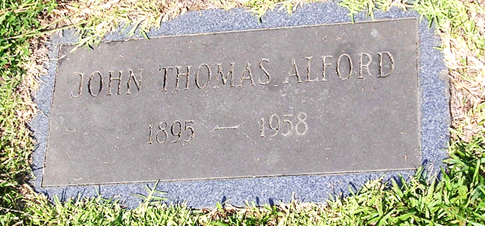 JOHN THOMAS ALFORD
1895 — 1958